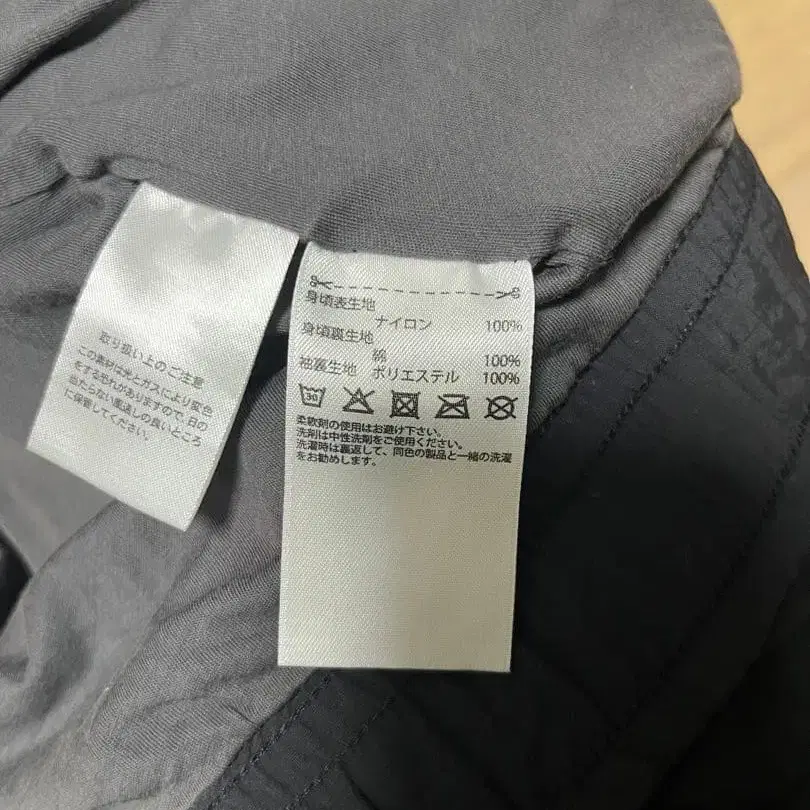 取り扱い上のご注意
この素材は光とガスにより変色
をする恐れがありますので、日の
当たらない風通しの良いところ
に保管してください。
身頃表生地
ナイロン 100%
身頃裏生地
綿 100%
袖裏生地 ポリエステル 100%
30
柔軟剤の使用はお避け下さい。
洗剤は中性洗剤をご使用ください。
洗濯時は裏返して、同色の製品と一緒の洗濯
をお勧めします。